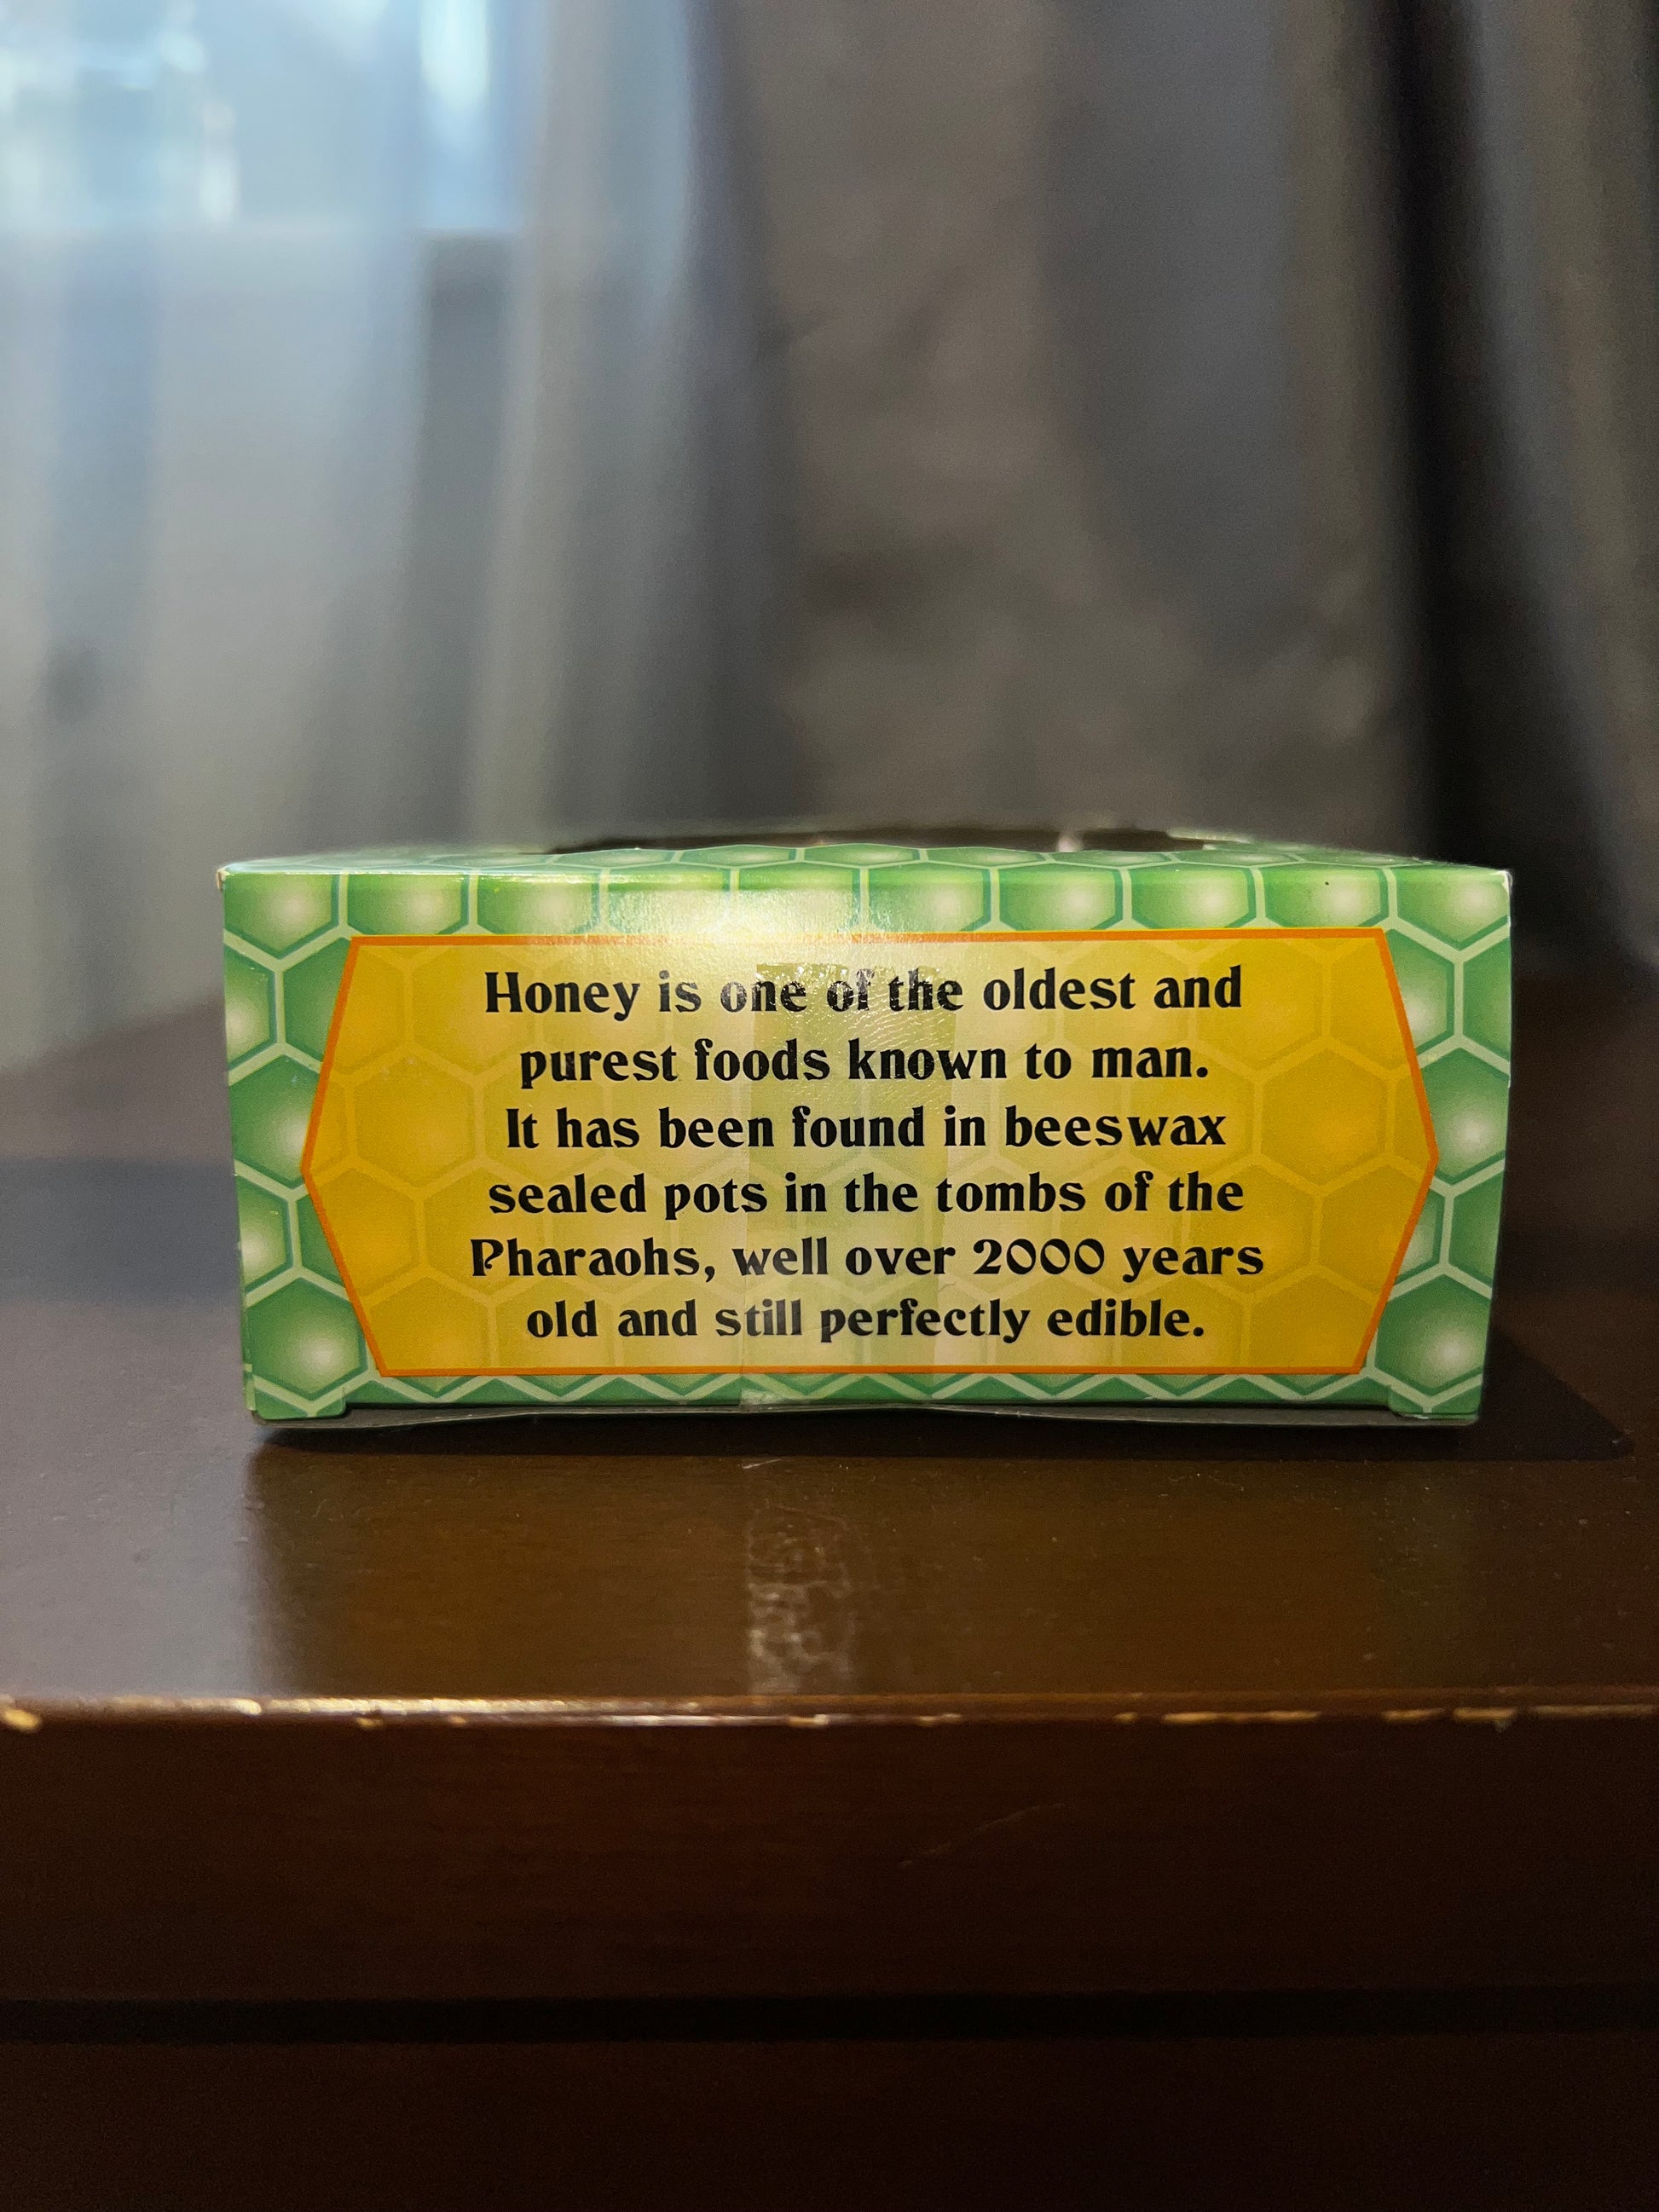 Honey is one of the oldest and
purest foods known to man.
It has been found in beeswax
sealed pots in the tombs of the
Pharaohs, well over 2000 years
old and still perfectly edible.